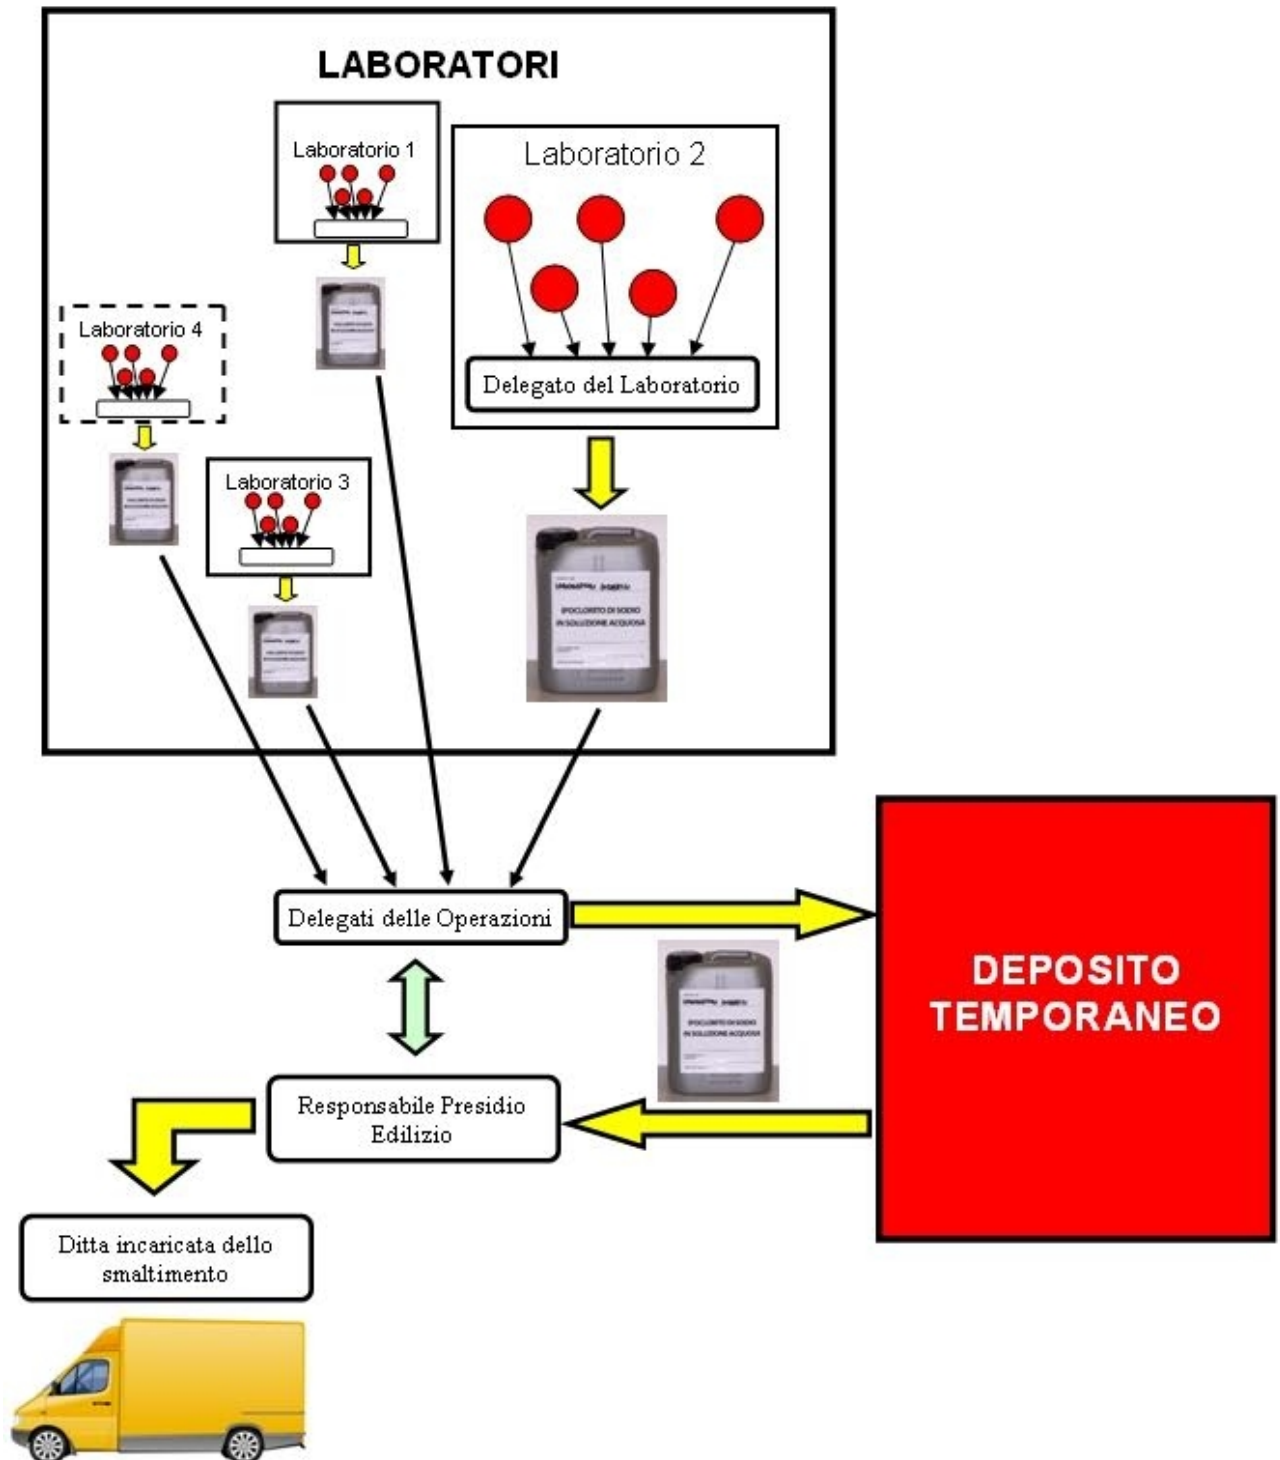 LABORATORI
Laboratorio 1
Laboratorio 2
Laboratorio 4
Delegato del Laboratorio
Laboratorio 3
IPOCLORITO DI SODIO
IN SOLUZIONE ACQUOSA
Delegati delle Operazioni
IPOCLORITO DI SODIO
IN SOLUZIONE ACQUOSA
DEPOSITO
TEMPORANEO
Responsabile Presidio
Edilizio
Ditta incaricata dello
smaltimento